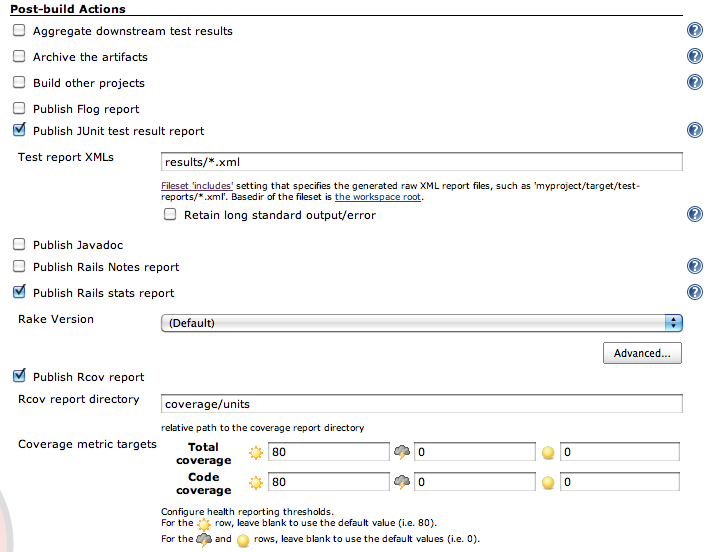 Post-build Actions
Aggregate downstream test results
Archive the artifacts
Build other projects
Publish Flog report
Publish JUnit test result report
Test report XMLs
results/*.xml
Fileset 'includes' setting that specifies the generated raw XML report files, such as 'myproject/target/test-
reports/*.xml'. Basedir of the fileset is the workspace root.
Retain long standard output/error
Publish Javadoc
Publish Rails Notes report
Publish Rails stats report
Rake Version
(Default)
Advanced...
Publish Rcov report
Rcov report directory
coverage/units
relative path to the coverage report directory
Coverage metric targets
Total
coverage
80
0
0
Code
coverage
80
0
0
Configure health reporting thresholds.
For the row, leave blank to use the default value (i.e. 80).
For the and rows, leave blank to use the default values (i.e. 0).